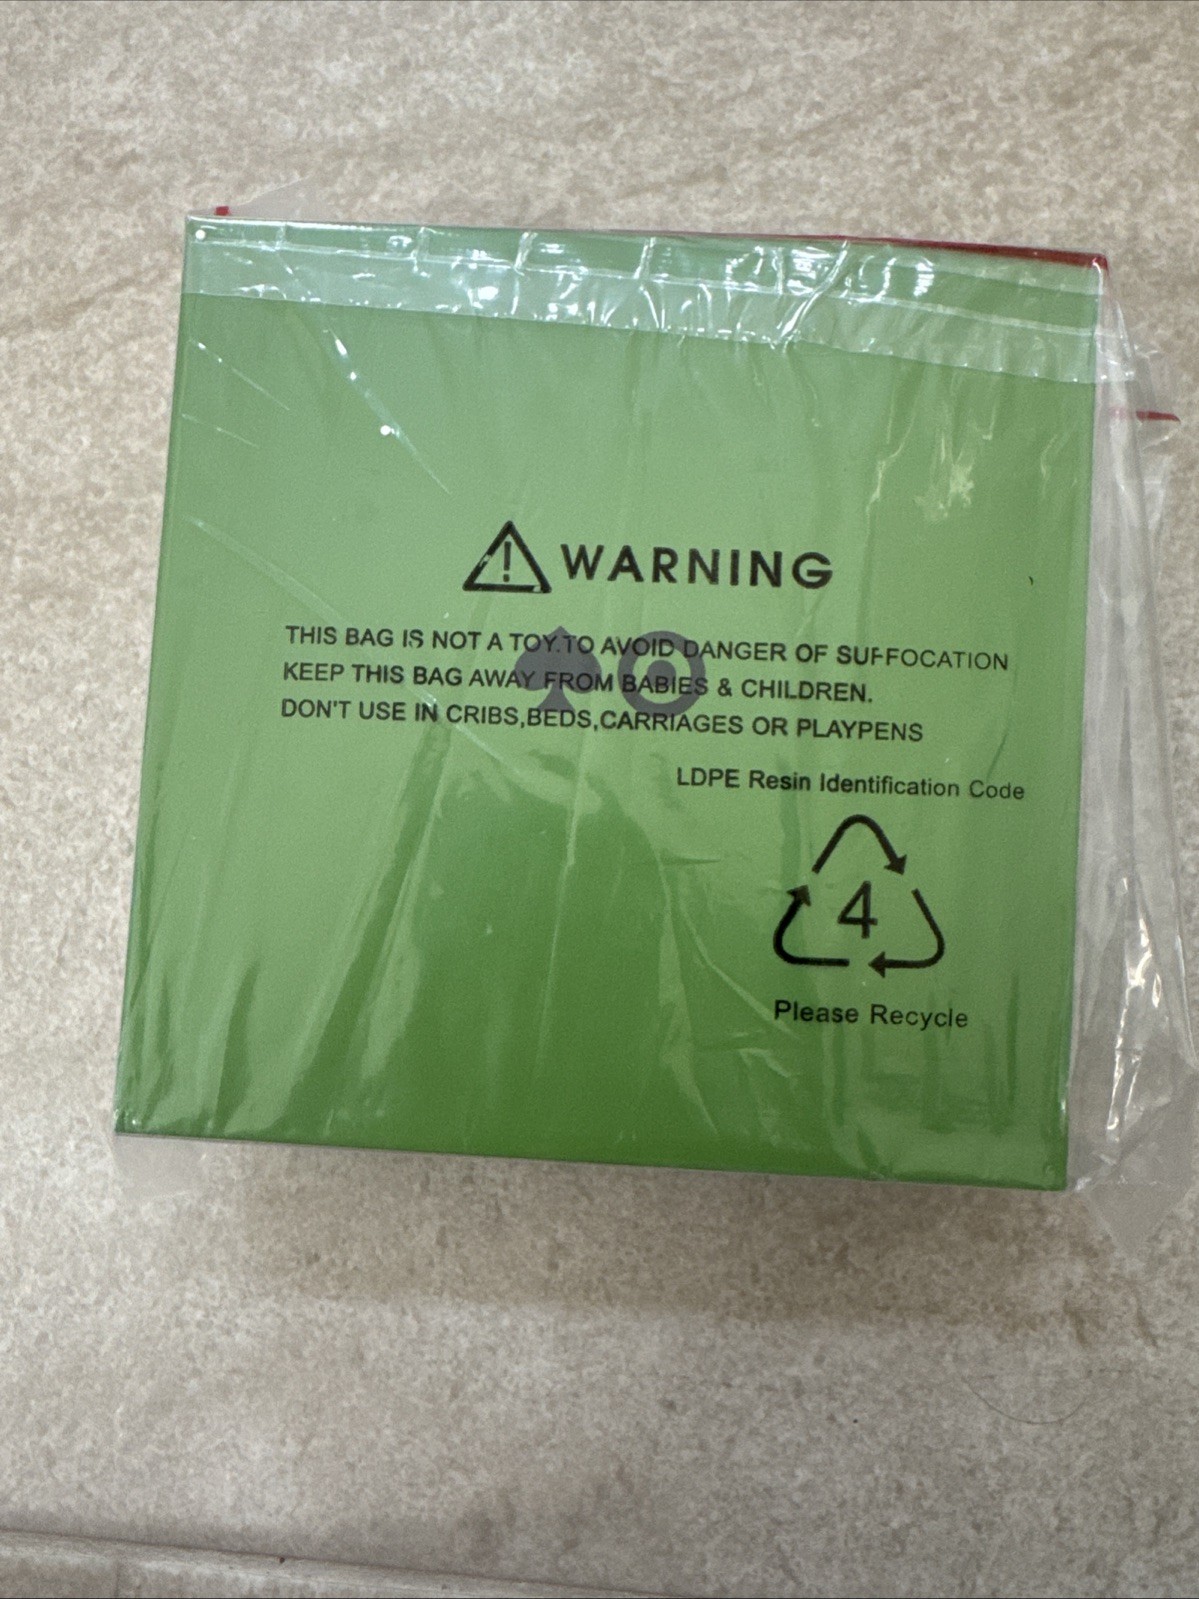 WARNING
THIS BAG IS NOT A TOY.TO AVOID DANGER OF SUFFOCATION
KEEP THIS BAG AWAY FROM BABIES & CHILDREN.
DON'T USE IN CRIBS,BEDS,CARRIAGES OR PLAYPENS
LDPE Resin Identification Code
4
Please Recycle